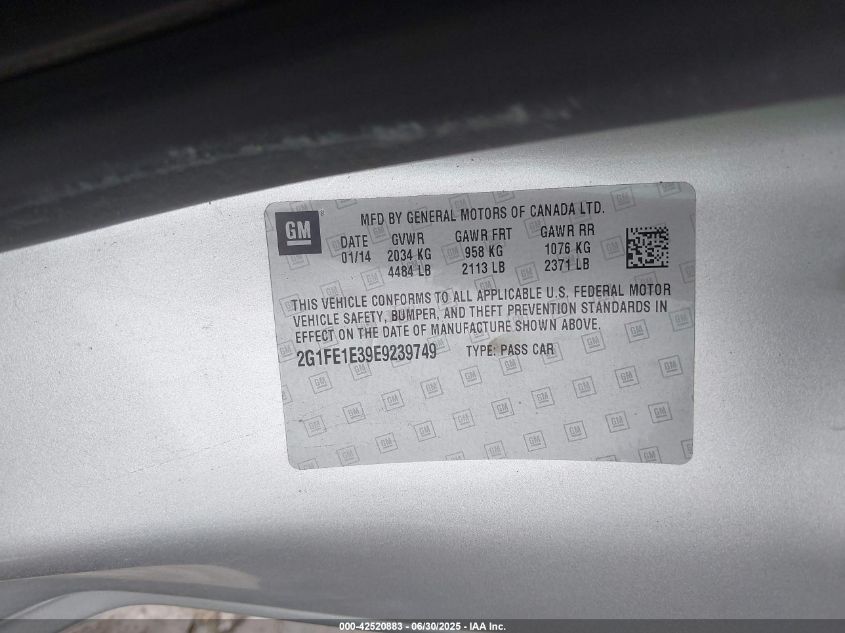 GM
MFD BY GENERAL MOTORS OF CANADA LTD.
DATE GVWR GAWR FRT GAWR RR
01/14 2034 KG 958 KG 1076 KG
4484 LB 2113 LB 2371 LB
THIS VEHICLE CONFORMS TO ALL APPLICABLE U.S. FEDERAL MOTOR
VEHICLE SAFETY, BUMPER, AND THEFT PREVENTION STANDARDS IN
EFFECT ON THE DATE OF MANUFACTURE SHOWN ABOVE.
2G1FE1E39E9239749 TYPE: PASS CAR
000-42520883 - 06/30/2025 - IAA Inc.